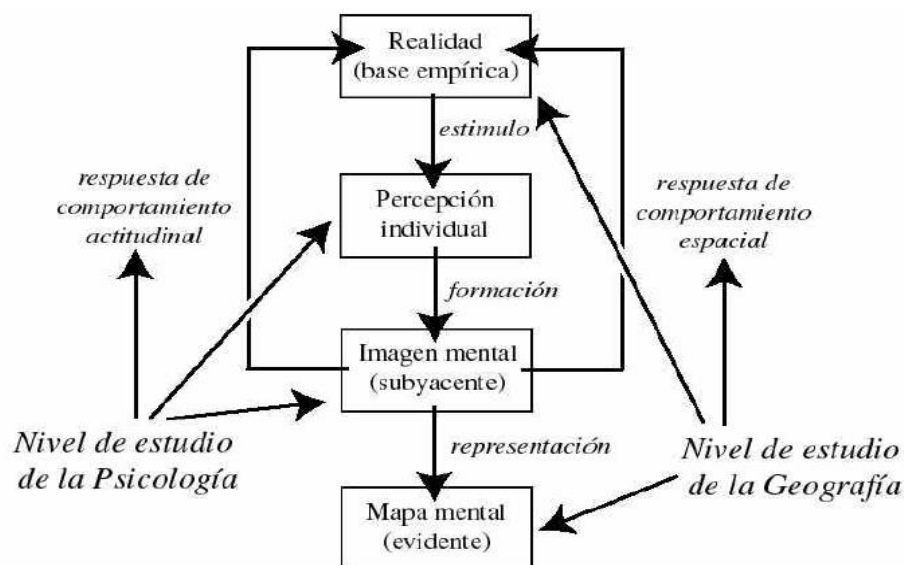 Realidad
(base empírica)
estimulo
respuesta de
comportamiento
actitudinal
Percepción
individual
respuesta de
comportamiento
espacial
formación
Imagen mental
(subyacente)
Nivel de estudio
de la Psicología
representación
Nivel de estudio
de la Geografía
Mapa mental
(evidente)